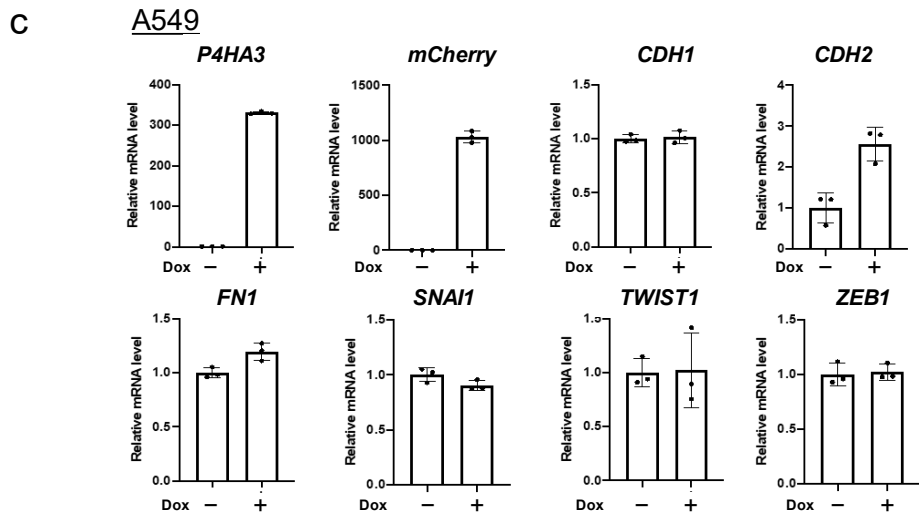 C
A549
P4HA3
Relative mRNA level
400
300
200
100
0
Dox − +
mCherry
Relative mRNA level
1500
1000
500
0
Dox − +
CDH1
Relative mRNA level
1.5
1.0
0.5
0.0
Dox − +
CDH2
Relative mRNA level
4
3
2
1
0
Dox − +
FN1
Relative mRNA level
1.5
1.0
0.5
0.0
Dox − +
SNAI1
Relative mRNA level
1.5
1.0
0.5
0.0
Dox − +
TWIST1
Relative mRNA level
1.5
1.0
0.5
0.0
Dox − +
ZEB1
Relative mRNA level
1.5
1.0
0.5
0.0
Dox − +